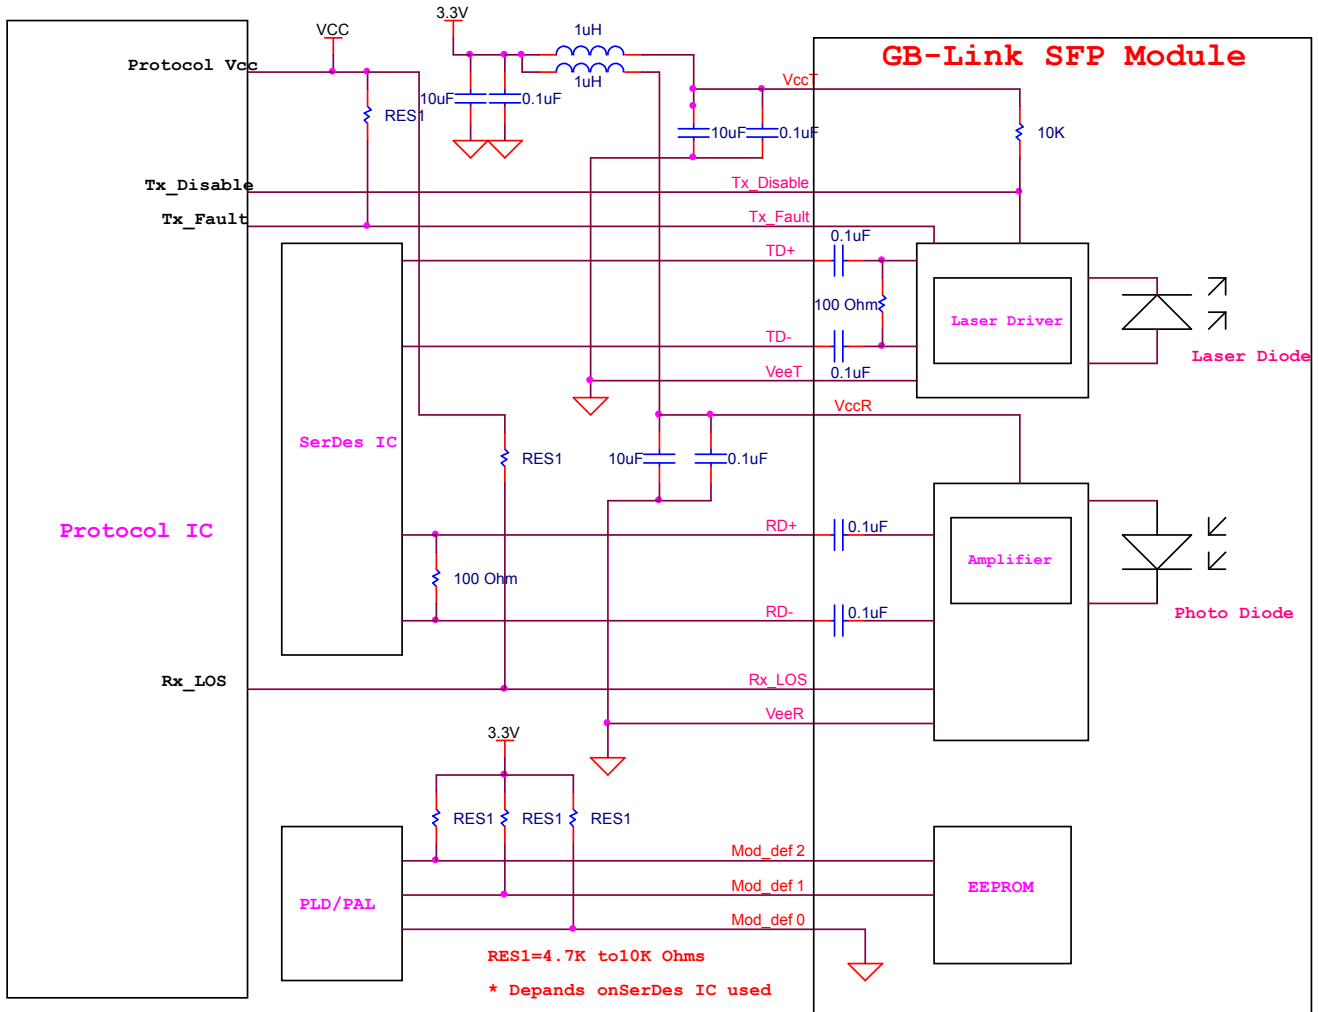 3.3V
VCC
1uH
GB-Link SFP Module
Protocol Vcc
1uH
VccT
10uF
0.1uF
RES1
10uF
0.1uF
10K
Tx_Disable
Tx_Disable
Tx_Fault
Tx_Fault
0.1uF
TD+
100 Ohm
Laser Driver
TD-
Laser Diode
VeeT
0.1uF
VccR
SerDes IC
RES1
10uF
0.1uF
Protocol IC
RD+
0.1uF
Amplifier
100 Ohm
RD-
0.1uF
Photo Diode
Rx_LOS
Rx_LOS
VeeR
3.3V
RES1
RES1
RES1
Mod_def 2
Mod_def 1
EEPROM
PLD/PAL
Mod_def 0
RES1=4.7K to10K Ohms
* Depands onSerDes IC used